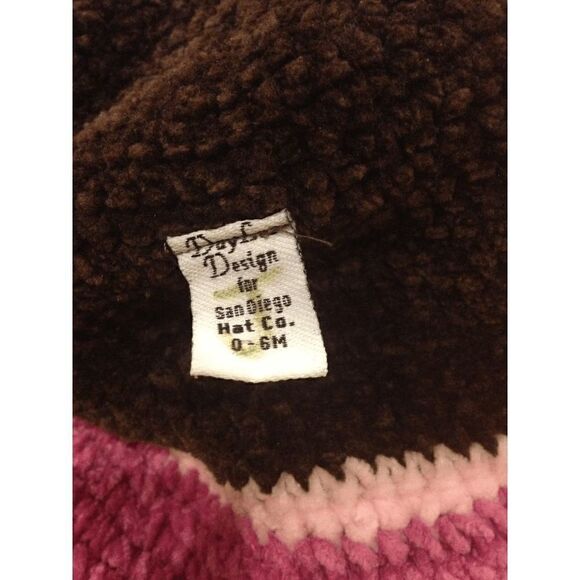 Design
for
San Diego
Hat Co.
0-6M